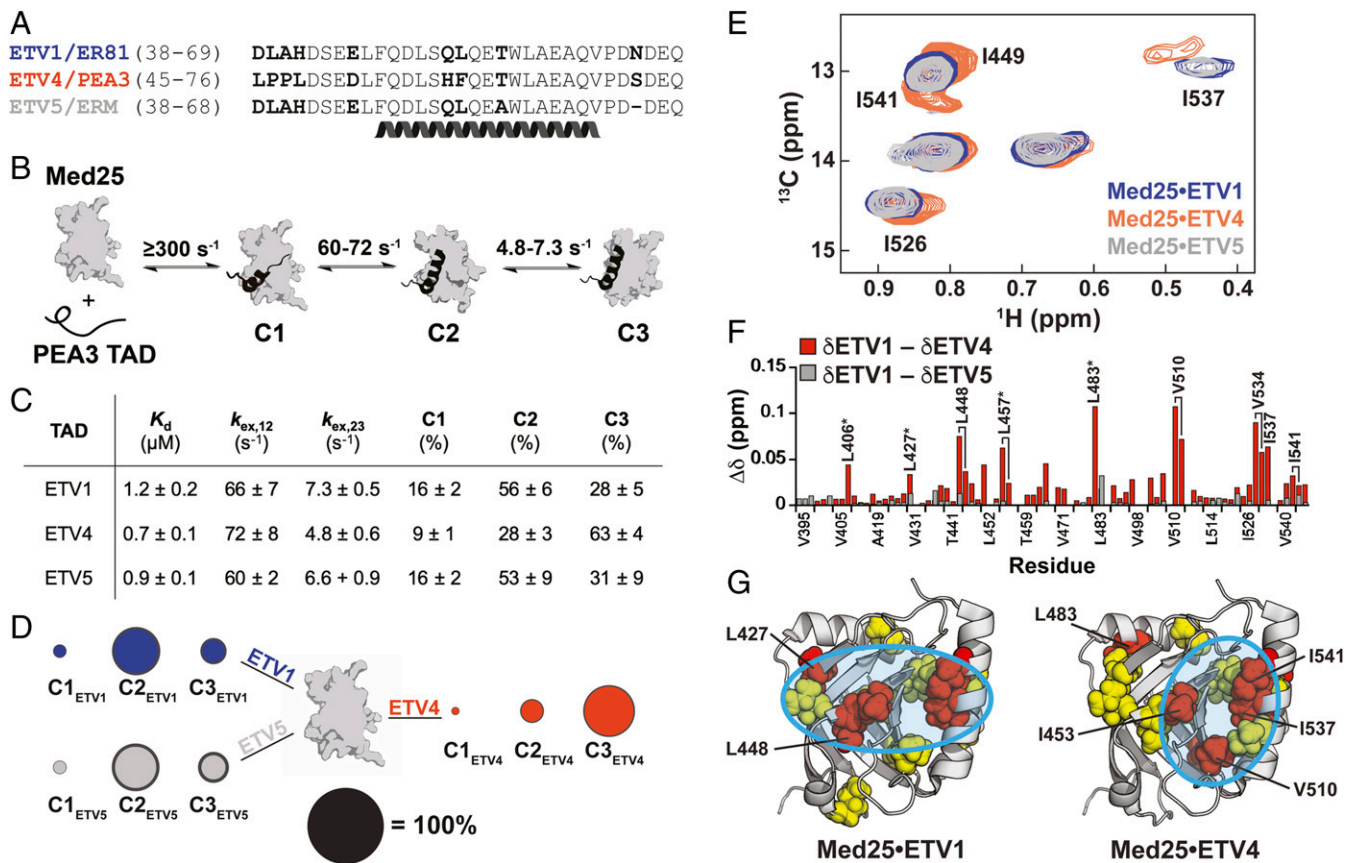 A
ETV1/ER81 (38-69) DLAHDSEELFQDLSQLQETWLAEAQVPDNDEQ
ETV4/PEA3 (45-76) LPPLDSEDLFQDLSHFQETWLAEAQVPDSDEQ
ETV5/ERM (38-68) DLAHDSEELFQDLSQLQEAWLAEAQVPD-DEQ
B
Med25
+
PEA3 TAD
≥300 s-1
60-72 s-1
4.8-7.3 s-1
C1
C2
C3
C
TAD Kd (µM) kex,12 (s-1) kex,23 (s-1) C1 (%) C2 (%) C3 (%)
ETV1 1.2 ± 0.2 66 ± 7 7.3 ± 0.5 16 ± 2 56 ± 6 28 ± 5
ETV4 0.7 ± 0.1 72 ± 8 4.8 ± 0.6 9 ± 1 28 ± 3 63 ± 4
ETV5 0.9 ± 0.1 60 ± 2 6.6 + 0.9 16 ± 2 53 ± 9 31 ± 9
D
C1ETV1 C2ETV1 C3ETV1
ETV1
ETV4
ETV5
C1ETV4 C2ETV4 C3ETV4
C1ETV5 C2ETV5 C3ETV5
= 100%
E
13C (ppm)
13
14
15
I449
I541
I537
I526
Med25•ETV1
Med25•ETV4
Med25•ETV5
0.9 0.8 0.7 0.6 0.5 0.4
1H (ppm)
F
δETV1 – δETV4
δETV1 – δETV5
Δδ (ppm)
0.15
0.1
0.05
0
L406*
L427*
L448
L457*
L483*
V510
V534
I537
I541
V395 V405 A419 V431 T441 L452 T459 V471 L483 V498 V510 L514 I526 V540
Residue
G
L427
L448
Med25•ETV1
L483
I453
I541
I537
V510
Med25•ETV4